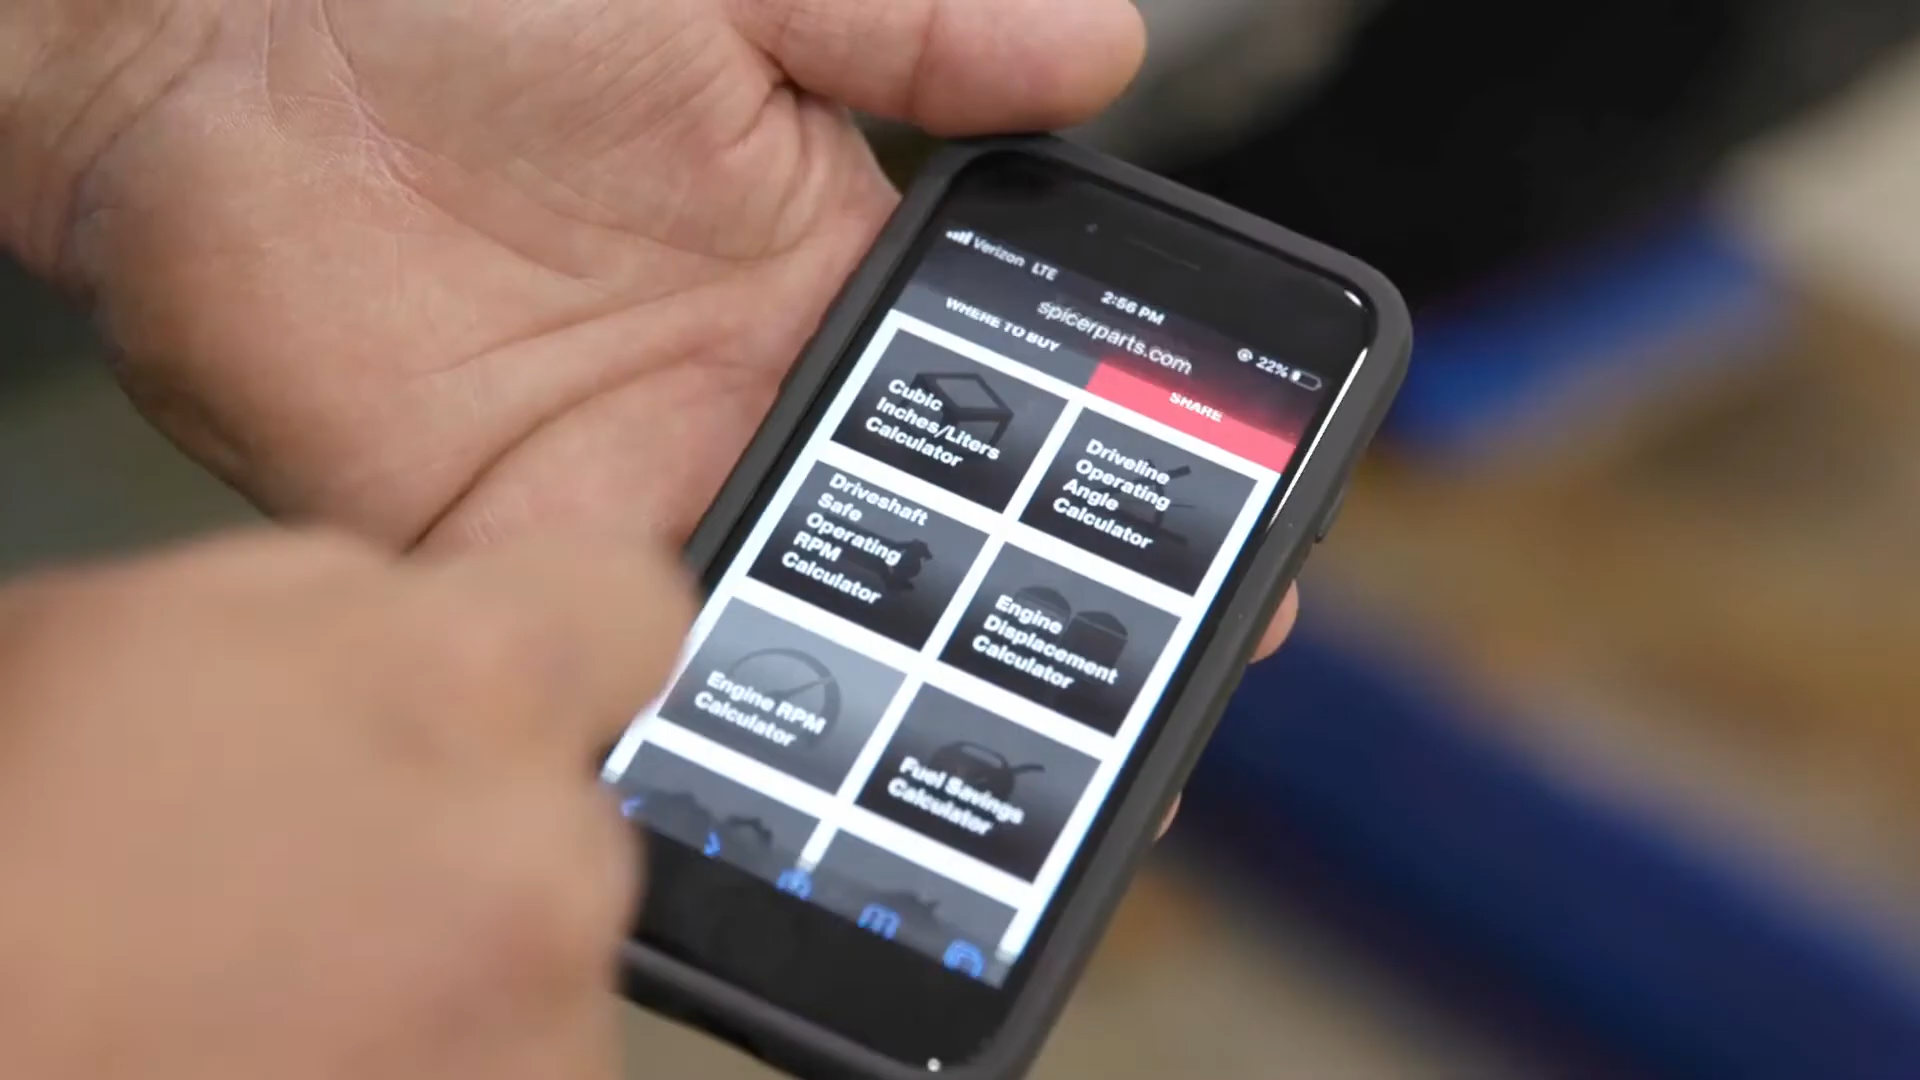 Verizon LTE
2:56 PM
22%
spicerparts.com
WHERE TO BUY
SHARE
Cubic
Inches/Liters
Calculator
Driveline
Operating
Angle
Calculator
Driveshaft
Safe
Operating
RPM
Calculator
Engine
Displacement
Calculator
Engine RPM
Calculator
Fuel Savings
Calculator